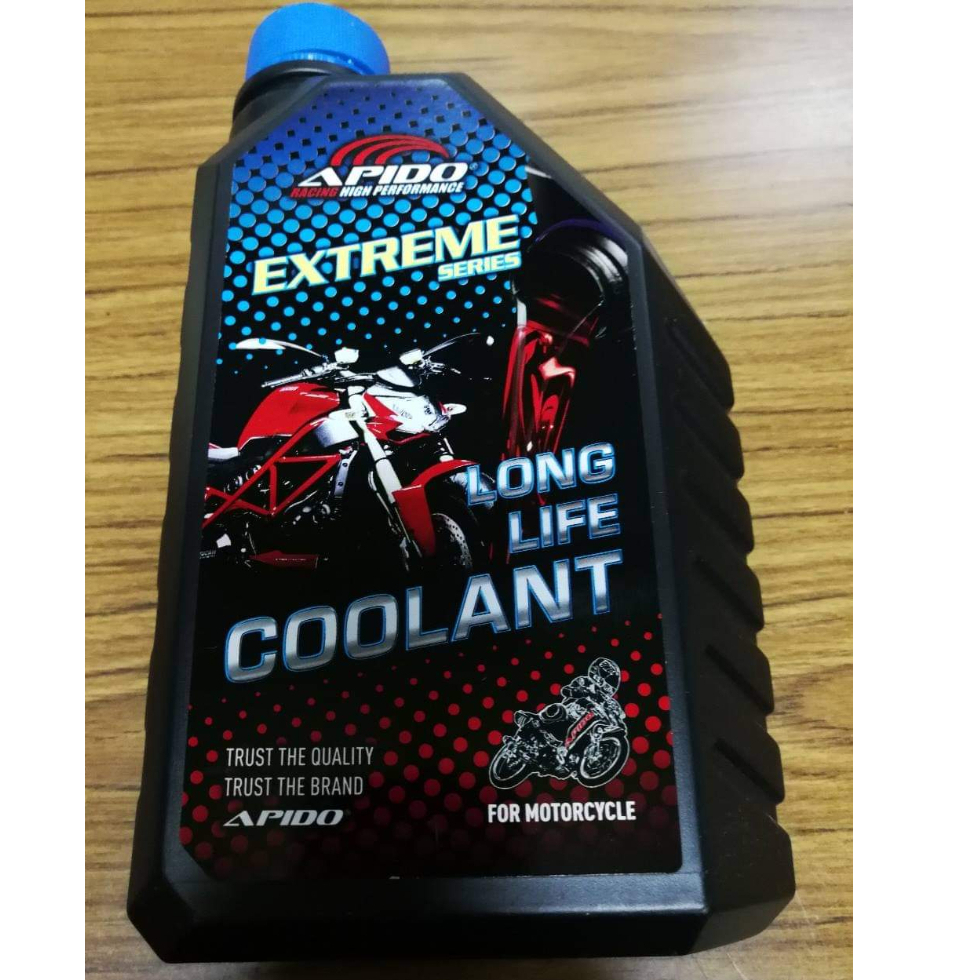 APIDO
RACING HIGH PERFORMANCE
EXTREME
SERIES
LONG
LIFE
COOLANT
TRUST THE QUALITY
TRUST THE BRAND
APIDO
FOR MOTORCYCLE